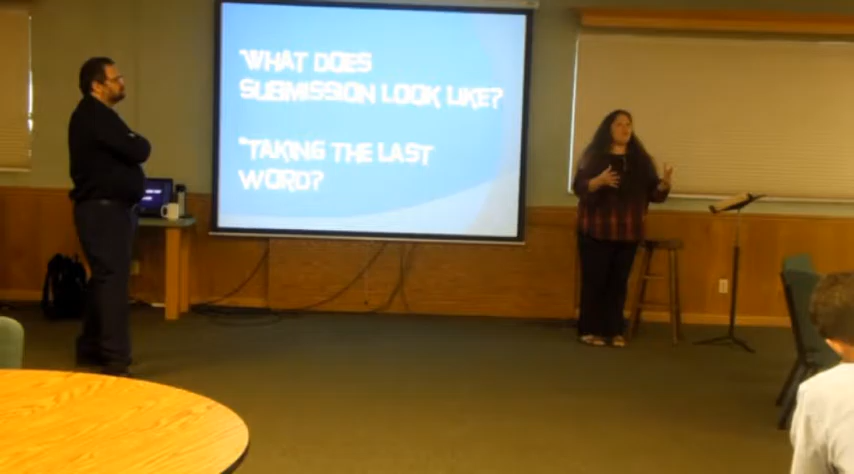 *WHAT DOES
SUBMISSION LOOK LIKE?
*TAKING THE LAST
WORD?